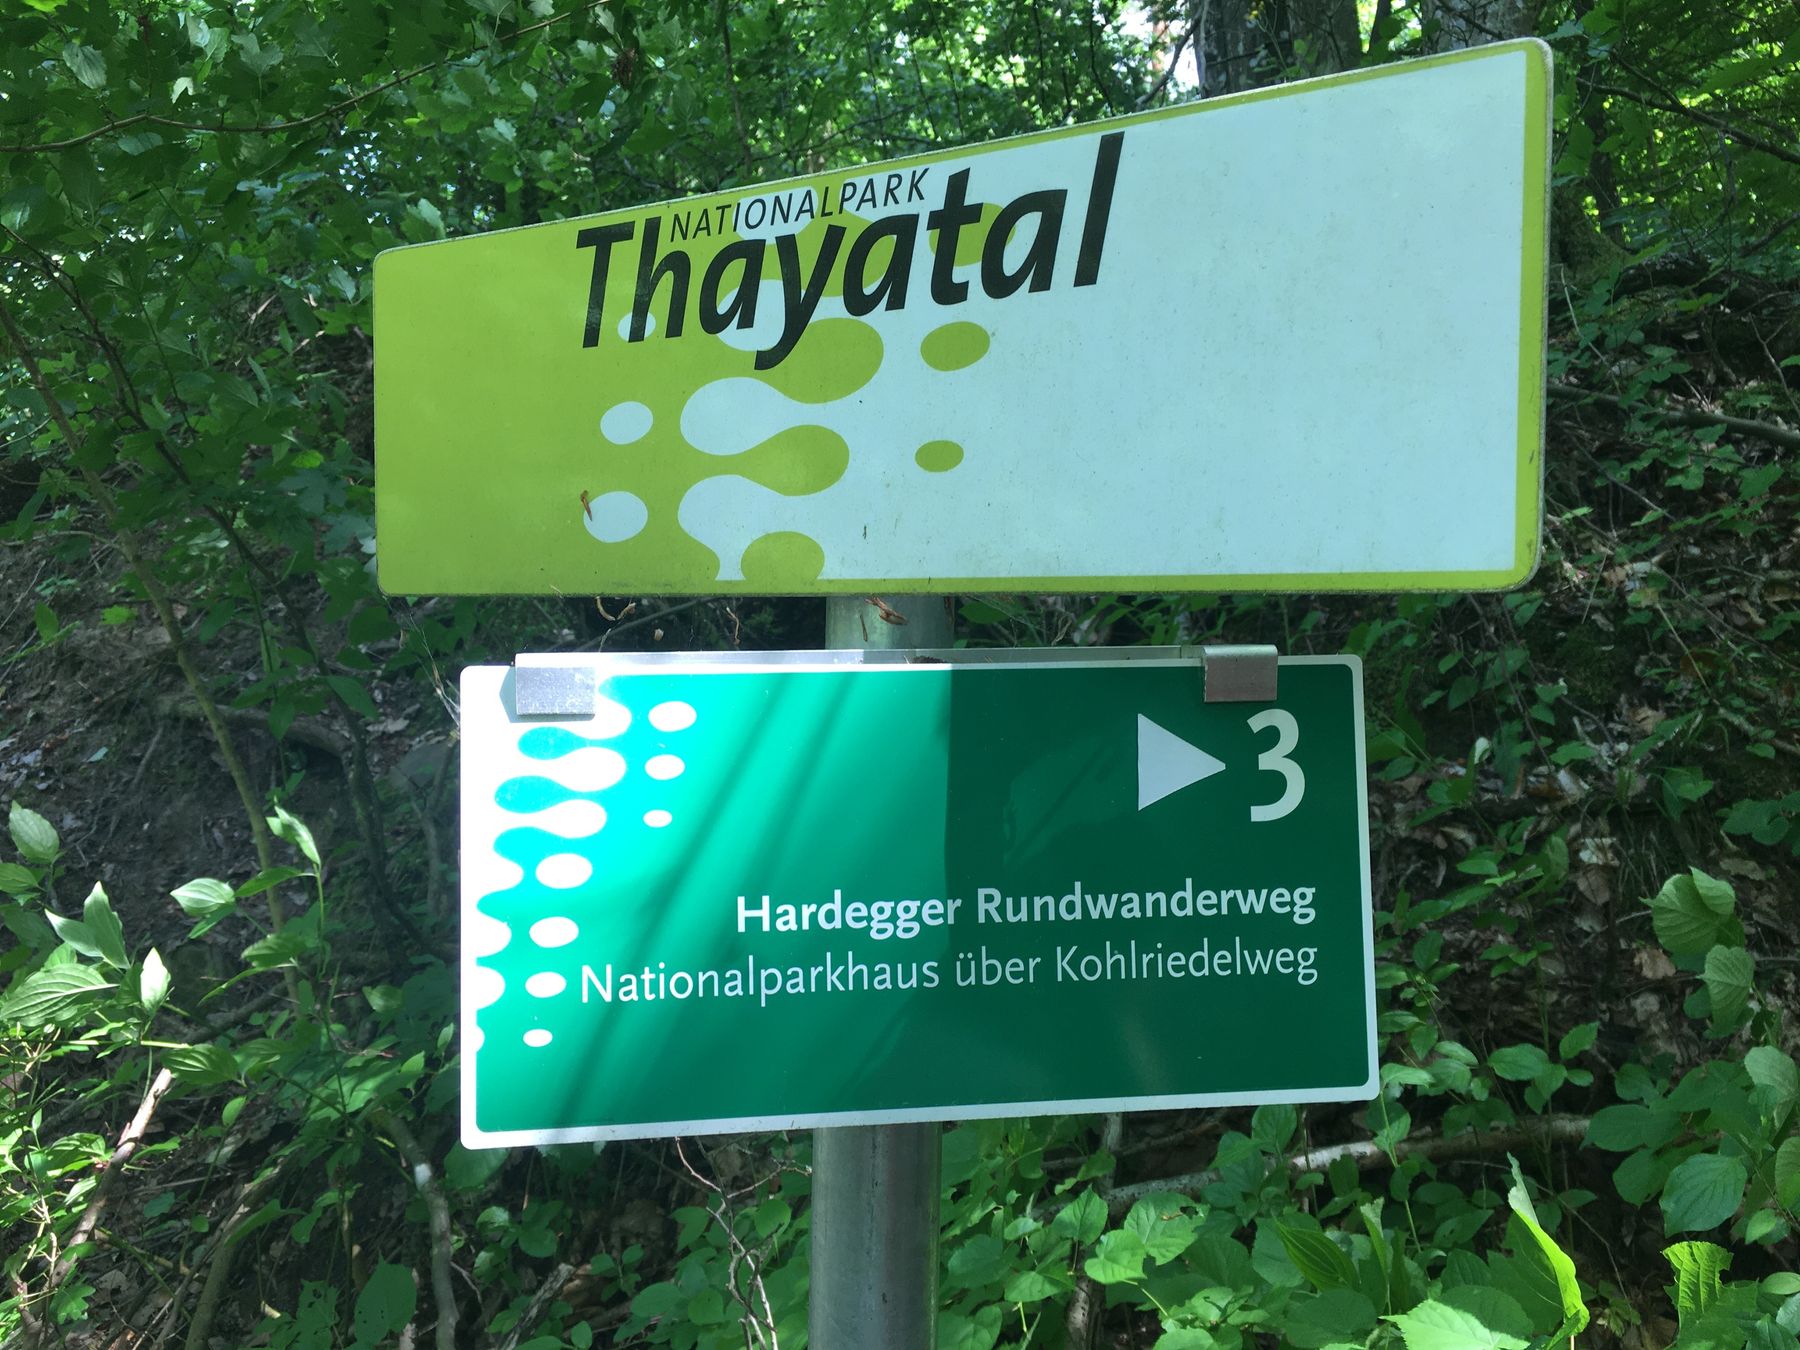 NATIONALPARK
Thayatal
▶ 3
Hardegger Rundwanderweg
Nationalparkhaus über Kohlriedelweg